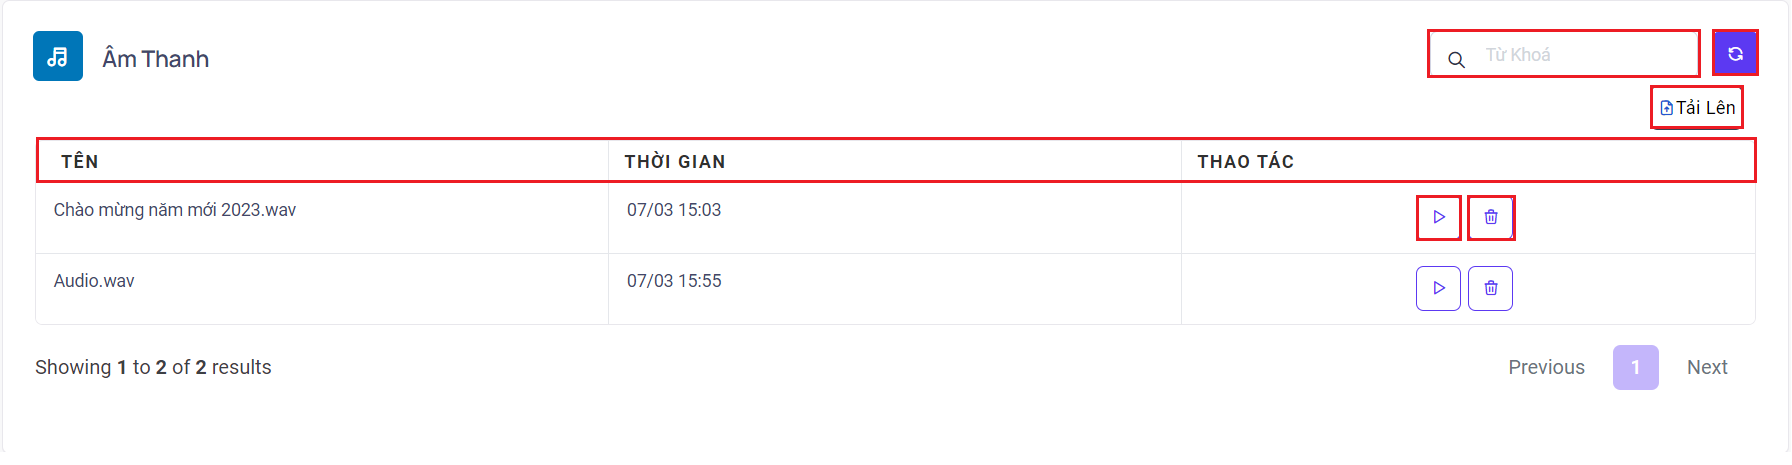 Âm Thanh
Từ Khoá
Tải Lên
TÊN THỜI GIAN THAO TÁC
Chào mừng năm mới 2023.wav 07/03 15:03
Audio.wav 07/03 15:55
Showing 1 to 2 of 2 results Previous 1 Next